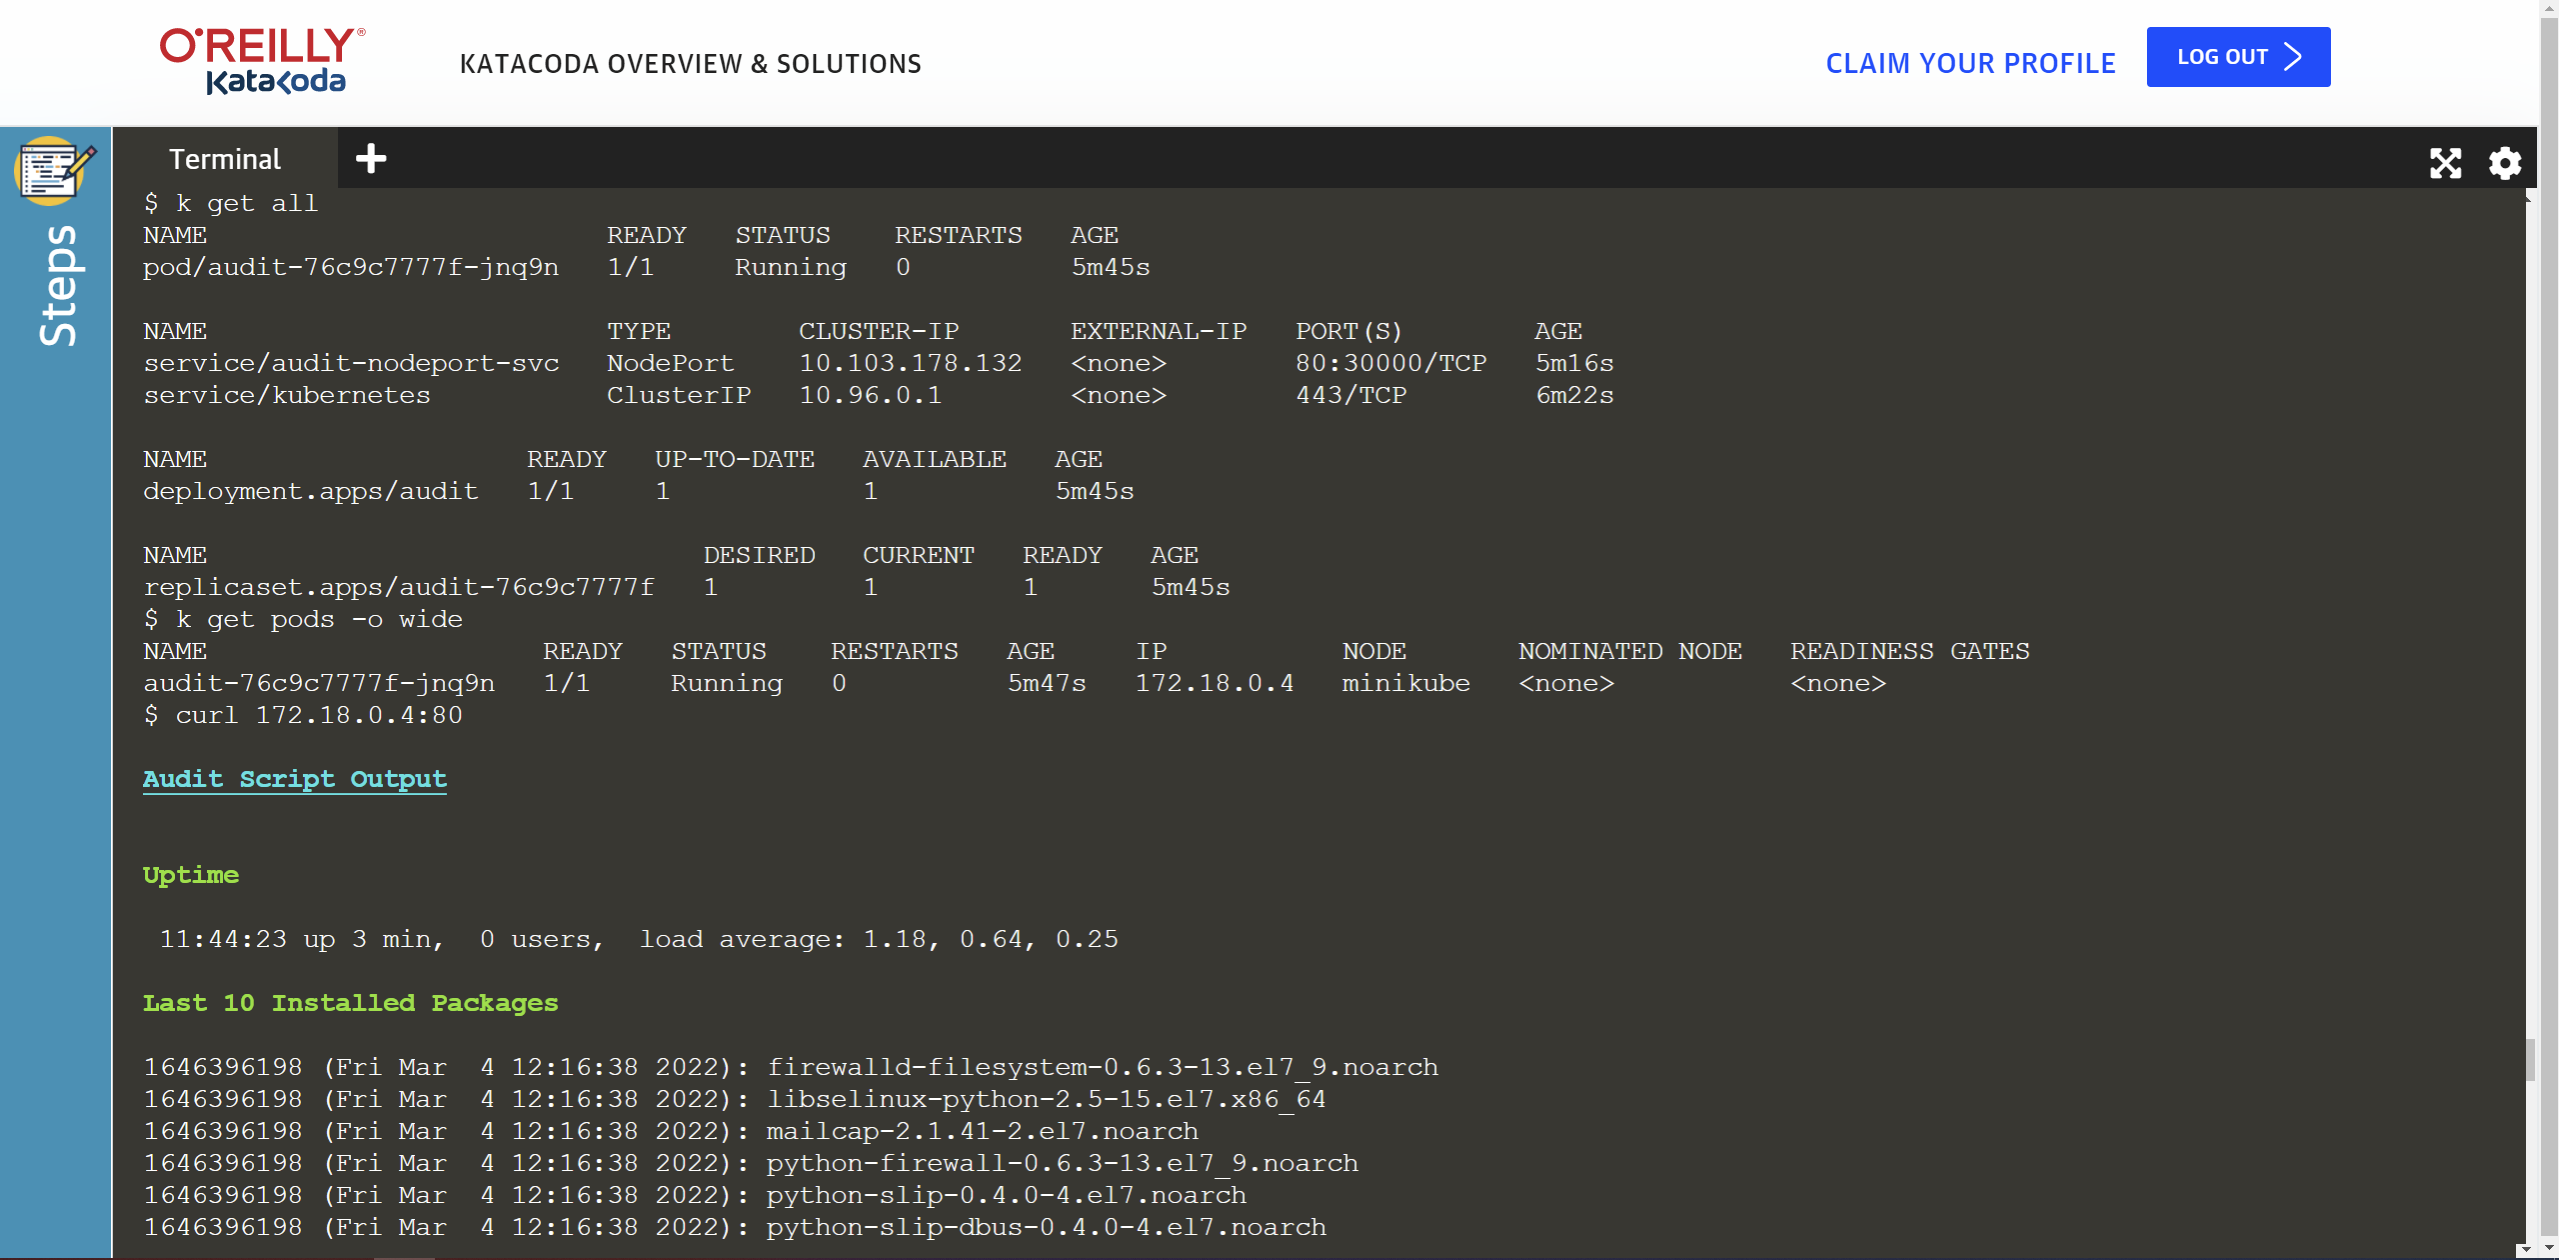 O'REILLY®
KataKoda
KATACODA OVERVIEW & SOLUTIONS
CLAIM YOUR PROFILE
LOG OUT
Steps
Terminal
$ k get all
NAME                             READY   STATUS    RESTARTS   AGE
pod/audit-76c9c7777f-jnq9n   1/1     Running   0          5m45s
NAME                         TYPE        CLUSTER-IP       EXTERNAL-IP   PORT(S)        AGE
service/audit-nodeport-svc   NodePort    10.103.178.132   <none>        80:30000/TCP   5m16s
service/kubernetes           ClusterIP   10.96.0.1        <none>        443/TCP        6m22s
NAME                    READY   UP-TO-DATE   AVAILABLE   AGE
deployment.apps/audit   1/1     1            1           5m45s
NAME                               DESIRED   CURRENT   READY   AGE
replicaset.apps/audit-76c9c7777f   1         1         1       5m45s
$ k get pods -o wide
NAME                     READY   STATUS    RESTARTS   AGE     IP           NODE       NOMINATED NODE   READINESS GATES
audit-76c9c7777f-jnq9n   1/1     Running   0          5m47s   172.18.0.4   minikube   <none>           <none>
$ curl 172.18.0.4:80
Audit Script Output
Uptime
11:44:23 up 3 min,  0 users,  load average: 1.18, 0.64, 0.25
Last 10 Installed Packages
1646396198 (Fri Mar  4 12:16:38 2022): firewalld-filesystem-0.6.3-13.el7_9.noarch
1646396198 (Fri Mar  4 12:16:38 2022): libselinux-python-2.5-15.el7.x86_64
1646396198 (Fri Mar  4 12:16:38 2022): mailcap-2.1.41-2.el7.noarch
1646396198 (Fri Mar  4 12:16:38 2022): python-firewall-0.6.3-13.el7_9.noarch
1646396198 (Fri Mar  4 12:16:38 2022): python-slip-0.4.0-4.el7.noarch
1646396198 (Fri Mar  4 12:16:38 2022): python-slip-dbus-0.4.0-4.el7.noarch